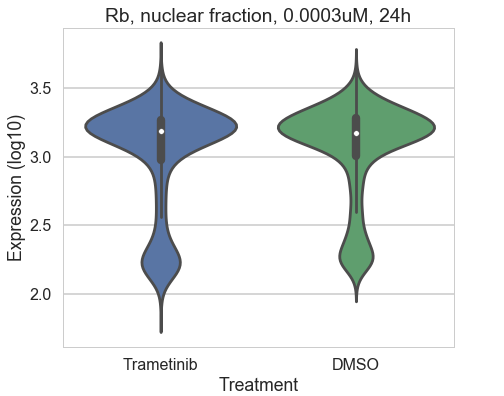 Rb, nuclear fraction, 0.0003uM, 24h
Expression (log10)
3.5
3.0
2.5
2.0
Trametinib
DMSO
Treatment